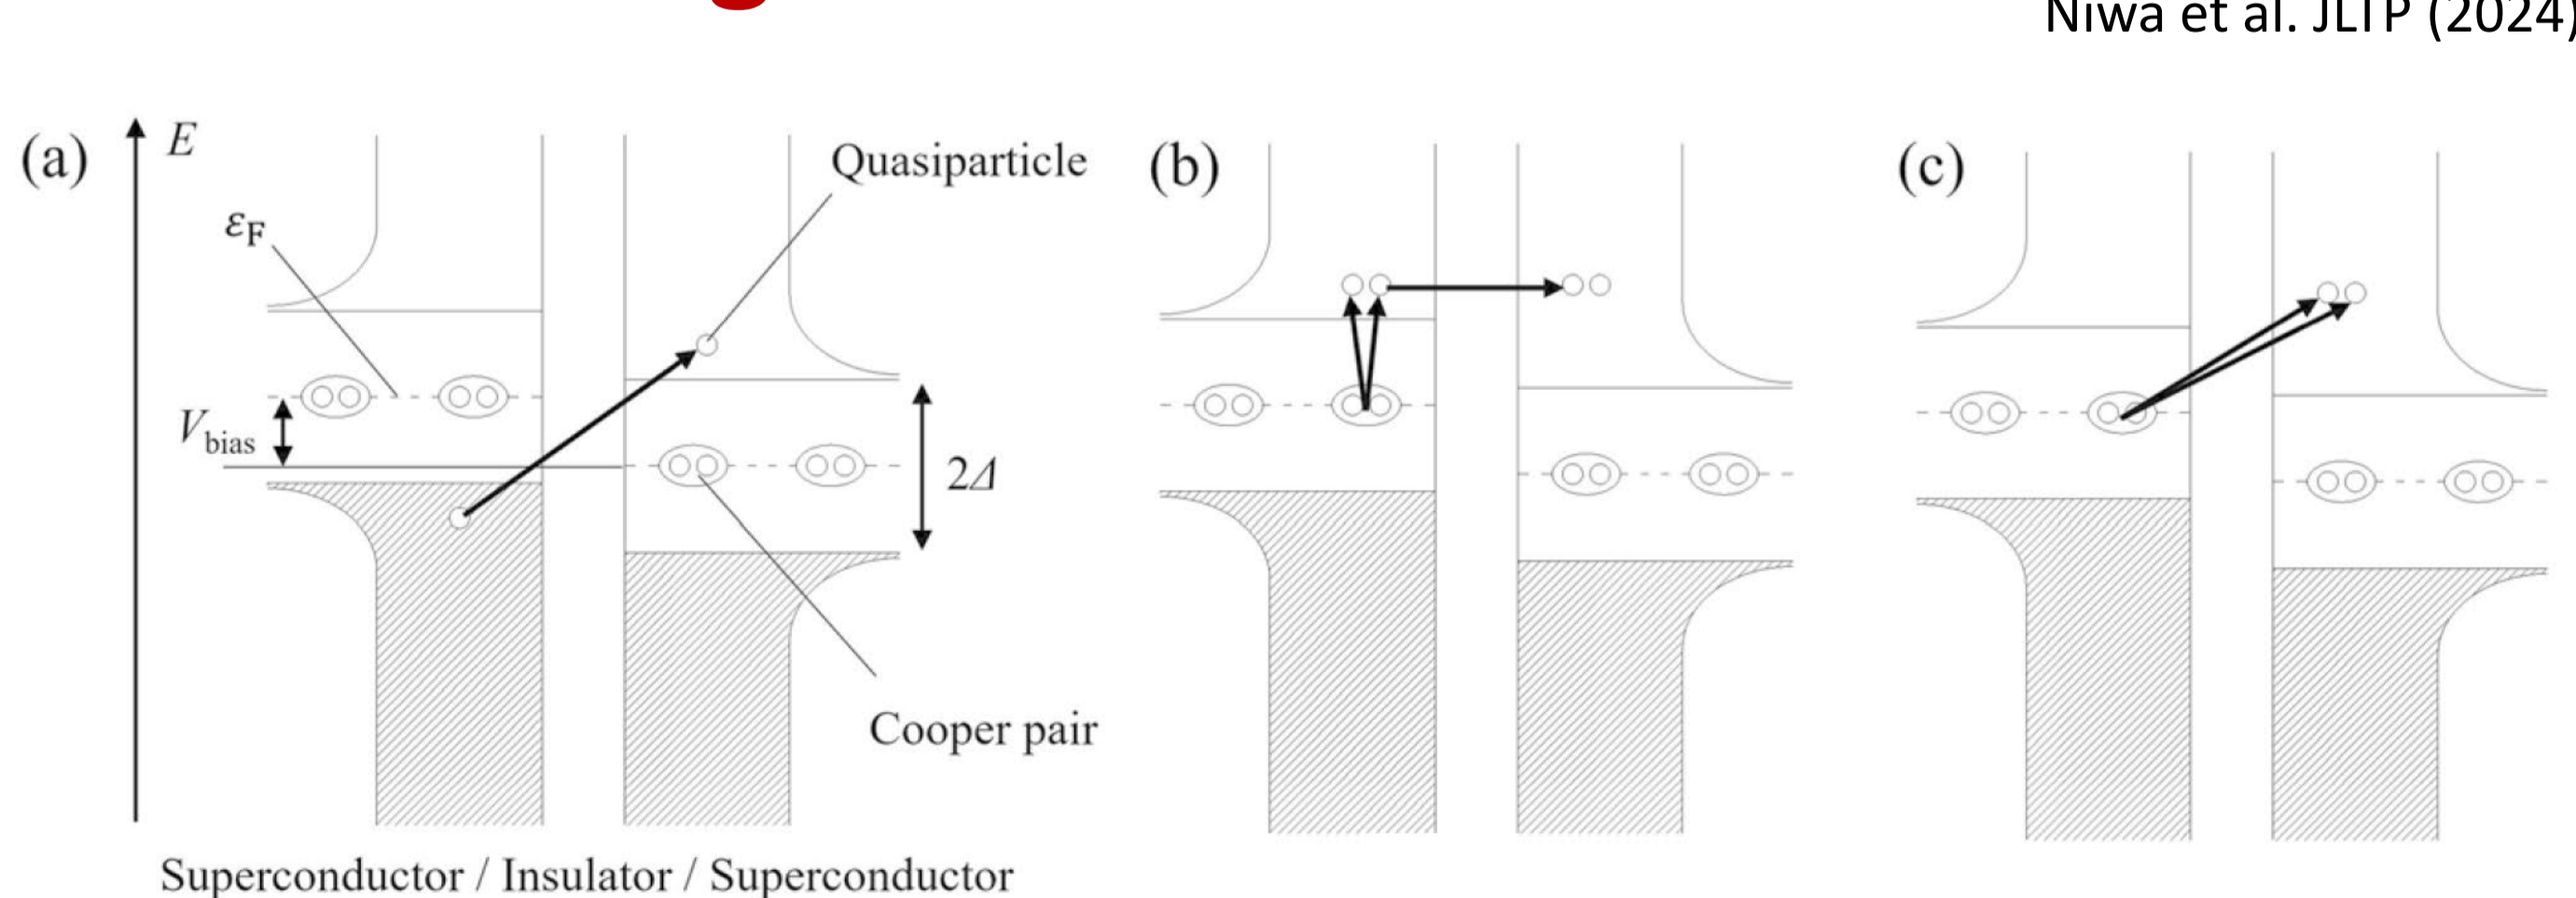 Niwa et al. JLTP (2024)
(a)
E
Quasiparticle
(b)
(c)
εF
Vbias
2Δ
Cooper pair
Superconductor / Insulator / Superconductor